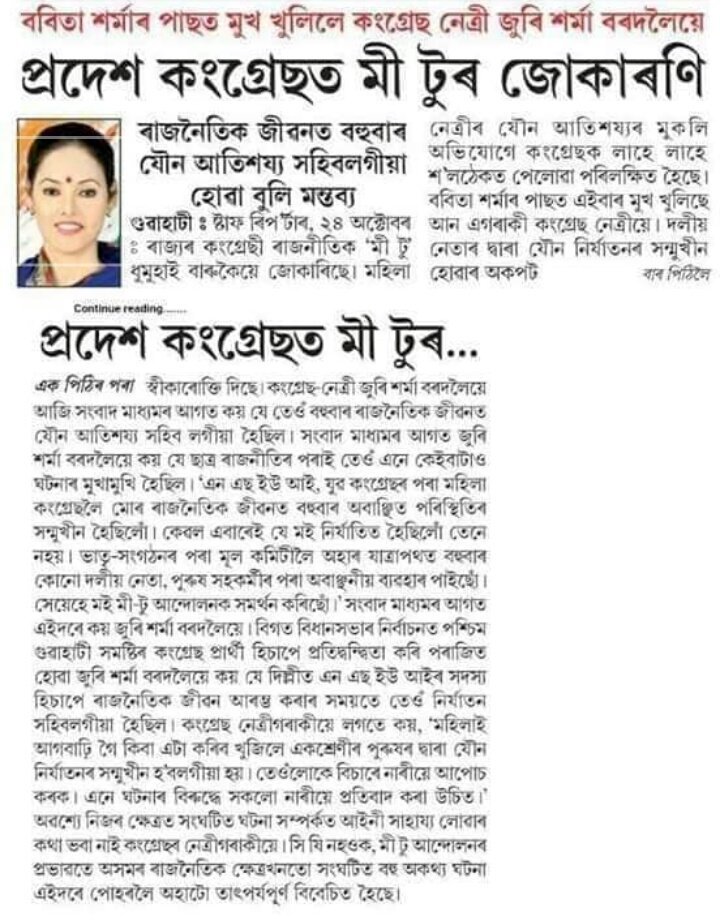 ববিতা শৰ্মাৰ পাছত মুখ খুলিলে কংগ্ৰেছ নেত্ৰী জুৰি শৰ্মা বৰদলৈয়ে
প্ৰদেশ কংগ্ৰেছত মী টুৰ জোকাৰণি
ৰাজনৈতিক জীৱনত বহুবাৰ
যৌন আতিশয্য সহিবলগীয়া
হোৱা বুলি মন্তব্য
গুৱাহাটী ঃ ষ্টাফ ৰিপ'ৰ্টাৰ, ২৪ অক্টোবৰ
ঃ ৰাজ্যৰ কংগ্ৰেছী ৰাজনীতিক 'মী টু'
ধুমুহাই বাৰুকৈয়ে জোকাৰিছে। মহিলা
নেত্ৰীৰ যৌন আতিশয্যৰ মুকলি
অভিযোগে কংগ্ৰেছক লাহে লাহে
শ'লঠেকত পেলোৱা পৰিলক্ষিত হৈছে।
ববিতা শৰ্মাৰ পাছত এইবাৰ মুখ খুলিছে
আন এগৰাকী কংগ্ৰেছ নেত্ৰীয়ে। দলীয়
নেতাৰ দ্বাৰা যৌন নিৰ্যাতনৰ সন্মুখীন
হোৱাৰ অকপট বাৰ পিঠিলৈ
Continue reading.......
প্ৰদেশ কংগ্ৰেছত মী টুৰ...
এক পিঠিৰ পৰা স্বীকাৰোক্তি দিছে। কংগ্ৰেছ-নেত্ৰী জুৰি শৰ্মা বৰদলৈয়ে
আজি সংবাদ মাধ্যমৰ আগত কয় যে তেওঁ বহুবাৰ ৰাজনৈতিক জীৱনত
যৌন আতিশয্য সহিব লগীয়া হৈছিল। সংবাদ মাধ্যমৰ আগত জুৰি
শৰ্মা বৰদলৈয়ে কয় যে ছাত্ৰ ৰাজনীতিৰ পৰাই তেওঁ এনে কেইবাটাও
ঘটনাৰ মুখামুখি হৈছিল। 'এন এছ ইউ আই, যুৱ কংগ্ৰেছৰ পৰা মহিলা
কংগ্ৰেছলৈ মোৰ ৰাজনৈতিক জীৱনত বহুবাৰ অবাঞ্ছিত পৰিস্থিতিৰ
সন্মুখীন হৈছিলোঁ। কেৱল এবাৰেই যে মই নিৰ্যাতিত হৈছিলোঁ তেনে
নহয়। ভাতৃ-সংগঠনৰ পৰা মূল কমিটীলৈ অহাৰ যাত্ৰাপথত বহুবাৰ
কোনো দলীয় নেতা, পুৰুষ সহকৰ্মীৰ পৰা অবাঞ্ছনীয় ব্যৱহাৰ পাইছোঁ।
সেয়েহে মই মী-টু আন্দোলনক সমৰ্থন কৰিছোঁ।' সংবাদ মাধ্যমৰ আগত
এইদৰে কয় জুৰি শৰ্মা বৰদলৈয়ে। বিগত বিধানসভাৰ নিৰ্বাচনত পশ্চিম
গুৱাহাটী সমষ্টিৰ কংগ্ৰেছ প্ৰাৰ্থী হিচাপে প্ৰতিদ্বন্দ্বিতা কৰি পৰাজিত
হোৱা জুৰি শৰ্মা বৰদলৈয়ে কয় যে দিল্লীত এন এছ ইউ আইৰ সদস্য
হিচাপে ৰাজনৈতিক জীৱন আৰম্ভ কৰাৰ সময়তে তেওঁ নিৰ্যাতন
সহিবলগীয়া হৈছিল। কংগ্ৰেছ নেত্ৰীগৰাকীয়ে লগতে কয়, 'মহিলাই
আগবাঢ়ি গৈ কিবা এটা কৰিব খুজিলে একশ্ৰেণীৰ পুৰুষৰ দ্বাৰা যৌন
নিৰ্যাতনৰ সন্মুখীন হ'বলগীয়া হয়। তেওঁলোকে বিচাৰে নাৰীয়ে আপোচ
কৰক। এনে ঘটনাৰ বিৰুদ্ধে সকলো নাৰীয়ে প্ৰতিবাদ কৰা উচিত।'
অৱশ্যে নিজৰ ক্ষেত্ৰত সংঘটিত ঘটনা সম্পৰ্কত আইনী সাহায্য লোৱাৰ
কথা ভবা নাই কংগ্ৰেছৰ নেত্ৰীগৰাকীয়ে। সি যি নহওক, মী টু আন্দোলনৰ
প্ৰভাৱতে অসমৰ ৰাজনৈতিক ক্ষেত্ৰখনতো সংঘটিত বহু অকথ্য ঘটনা
এইদৰে পোহৰলৈ অহাটো তাৎপৰ্যপূৰ্ণ বিবেচিত হৈছে।